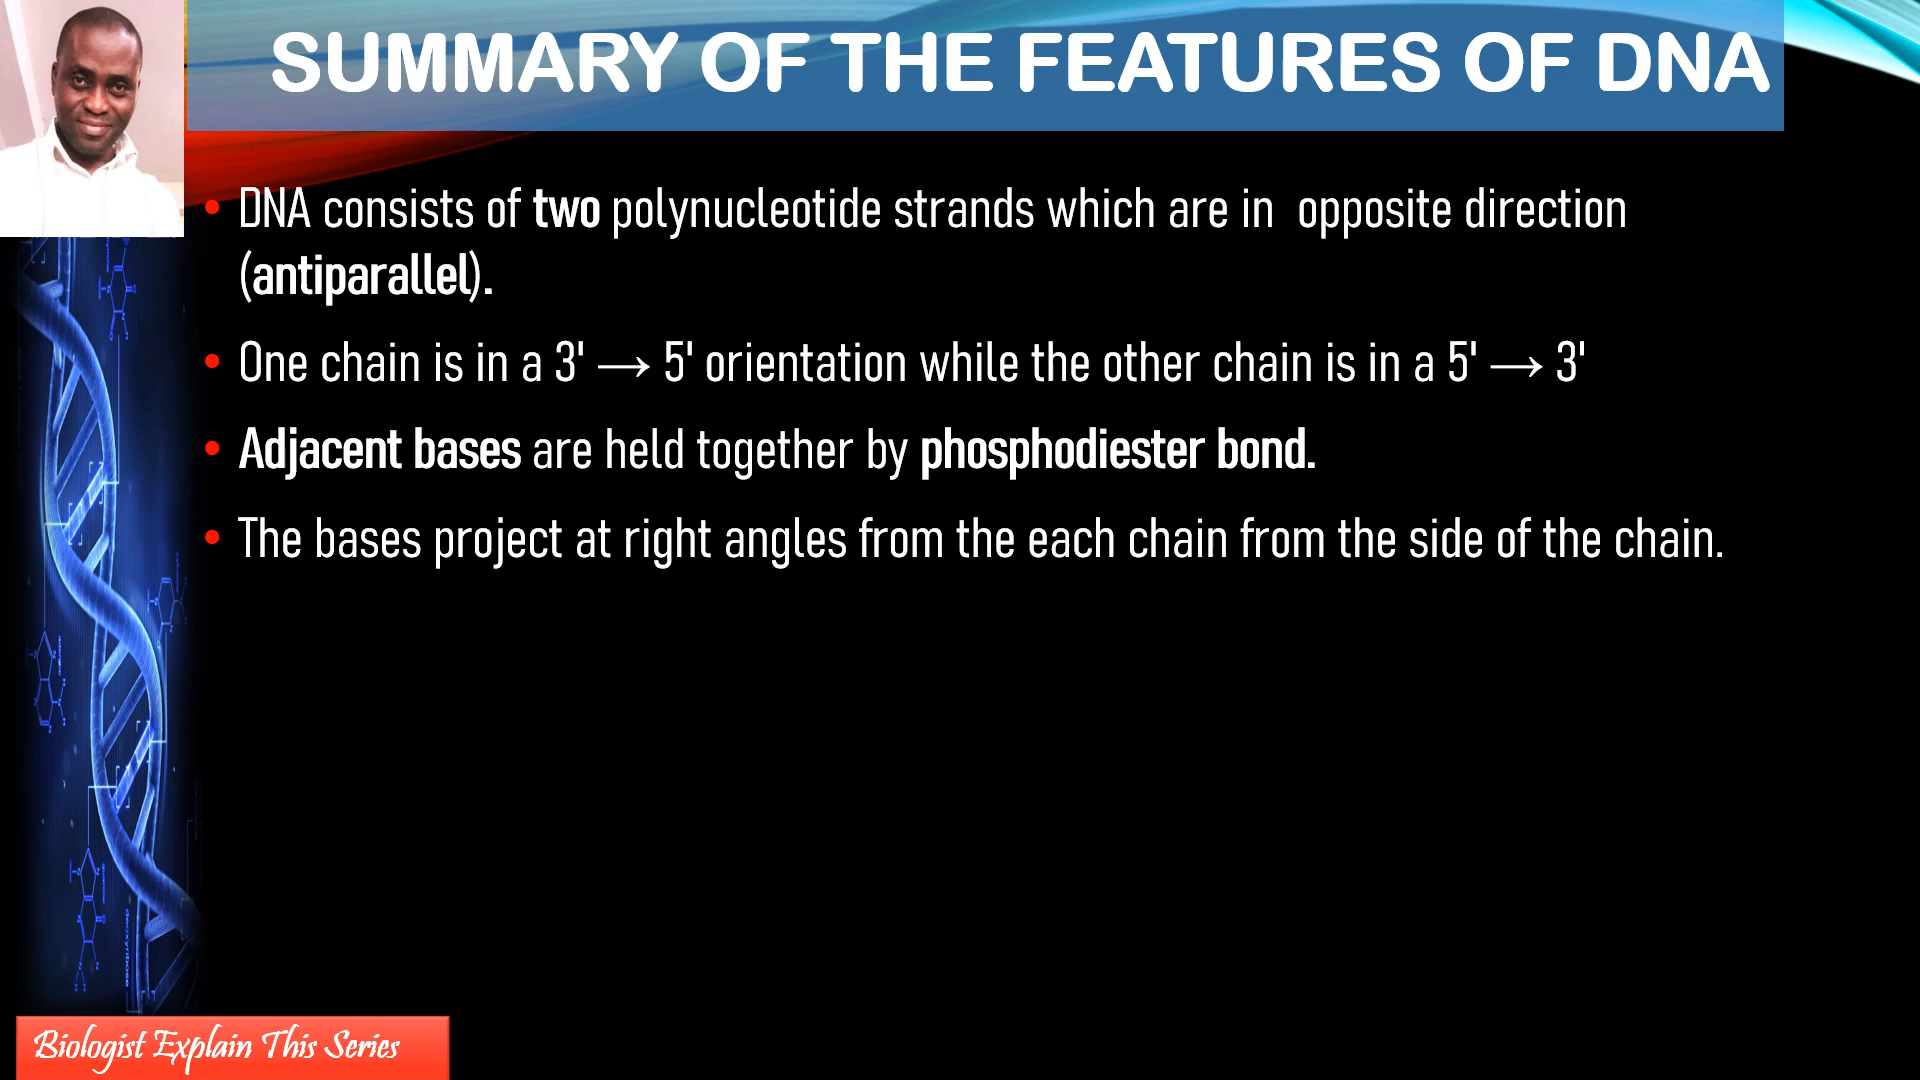 SUMMARY OF THE FEATURES OF DNA
• DNA consists of two polynucleotide strands which are in  opposite direction
(antiparallel).
• One chain is in a 3' → 5' orientation while the other chain is in a 5' → 3'
• Adjacent bases are held together by phosphodiester bond.
• The bases project at right angles from the each chain from the side of the chain.
Biologist Explain This Series